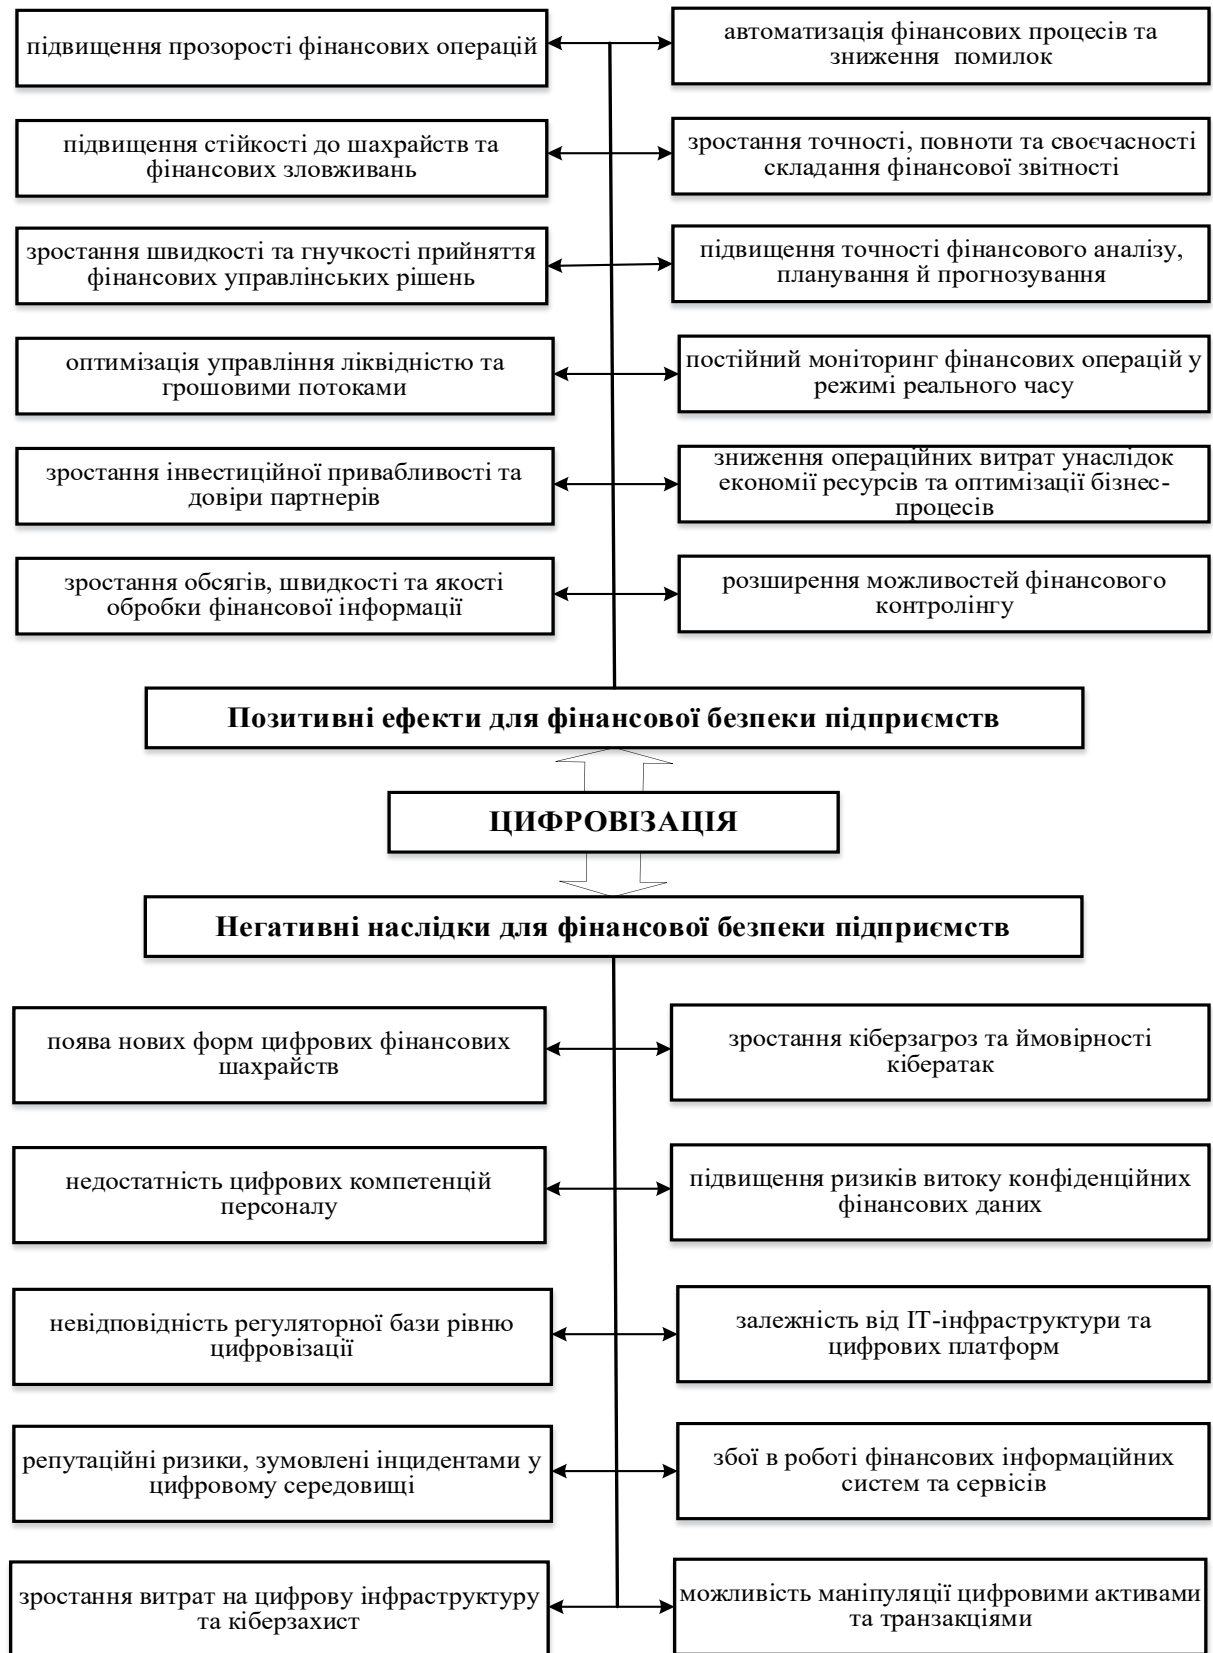 підвищення прозорості фінансових операцій
автоматизація фінансових процесів та
зниження помилок
підвищення стійкості до шахрайств та
фінансових зловживань
зростання точності, повноти та своєчасності
складання фінансової звітності
зростання швидкості та гнучкості прийняття
фінансових управлінських рішень
підвищення точності фінансового аналізу,
планування й прогнозування
оптимізація управління ліквідністю та
грошовими потоками
постійний моніторинг фінансових операцій у
режимі реального часу
зростання інвестиційної привабливості та
довіри партнерів
зниження операційних витрат унаслідок
економії ресурсів та оптимізації бізнес-
процесів
зростання обсягів, швидкості та якості
обробки фінансової інформації
розширення можливостей фінансового
контролінгу
Позитивні ефекти для фінансової безпеки підприємств
ЦИФРОВІЗАЦІЯ
Негативні наслідки для фінансової безпеки підприємств
поява нових форм цифрових фінансових
шахрайств
зростання кіберзагроз та ймовірності
кібератак
недостатність цифрових компетенцій
персоналу
підвищення ризиків витоку конфіденційних
фінансових даних
невідповідність регуляторної бази рівню
цифровізації
залежність від ІТ-інфраструктури та
цифрових платформ
репутаційні ризики, зумовлені інцидентами у
цифровому середовищі
збої в роботі фінансових інформаційних
систем та сервісів
зростання витрат на цифрову інфраструктуру
та кіберзахист
можливість маніпуляції цифровими активами
та транзакціями